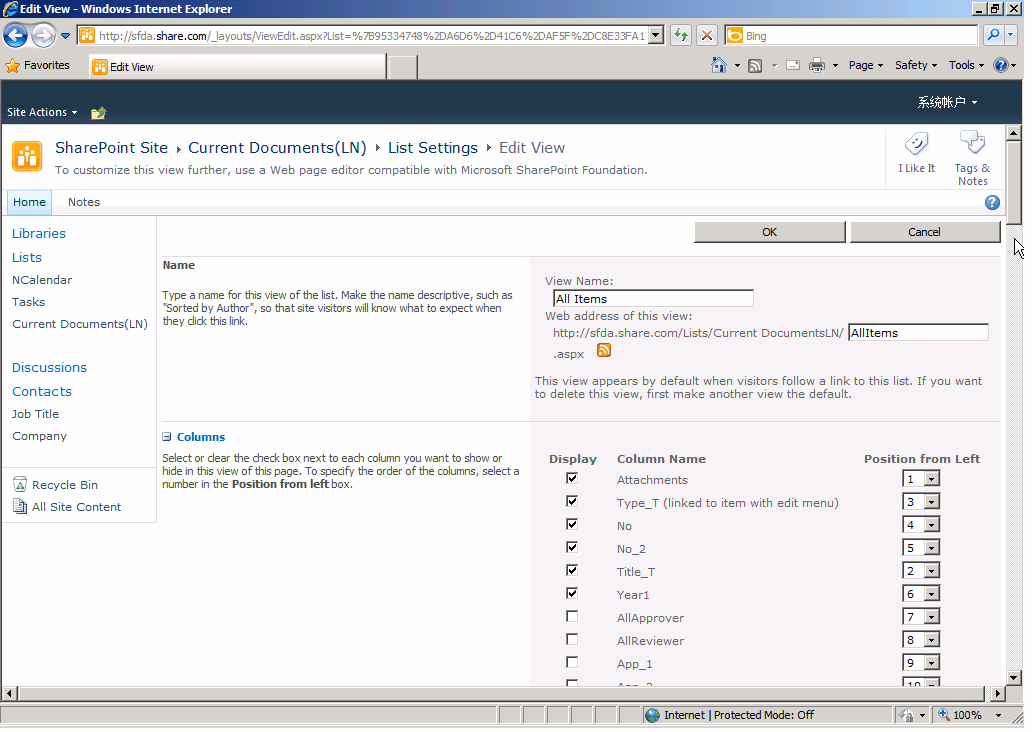 Edit View - Windows Internet Explorer
http://sfda.share.com/_layouts/ViewEdit.aspx?List=%7B95334748%2DA6D6%2D41C6%2DAF5F%2DC8E33FA1
Bing
Favorites
Edit View
Page
Safety
Tools
Site Actions
系统帐户
SharePoint Site
Current Documents(LN)
List Settings
Edit View
To customize this view further, use a Web page editor compatible with Microsoft SharePoint Foundation.
I Like It
Tags &
Notes
Home
Notes
Libraries
Lists
NCalendar
Tasks
Current Documents(LN)
Discussions
Contacts
Job Title
Company
Recycle Bin
All Site Content
OK
Cancel
Name
Type a name for this view of the list. Make the name descriptive, such as
"Sorted by Author", so that site visitors will know what to expect when
they click this link.
View Name:
All Items
Web address of this view:
http://sfda.share.com/Lists/Current DocumentsLN/ AllItems
.aspx
This view appears by default when visitors follow a link to this list. If you want
to delete this view, first make another view the default.
Columns
Select or clear the check box next to each column you want to show or
hide in this view of this page. To specify the order of the columns, select a
number in the Position from left box.
Display Column Name Position from Left
Attachments 1
Type_T (linked to item with edit menu) 3
No 4
No_2 5
Title_T 2
Year1 6
AllApprover 7
AllReviewer 8
App_1 9
Internet | Protected Mode: Off
100%